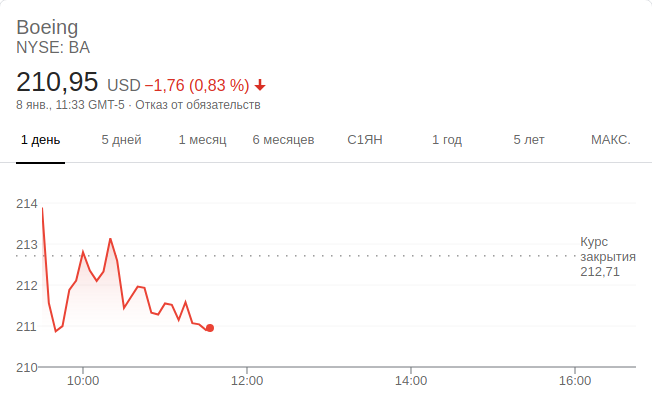 Boeing
NYSE: BA
210,95 USD −1,76 (0,83 %)
8 янв., 11:33 GMT-5 · Отказ от обязательств
1 день 5 дней 1 месяц 6 месяцев С1ЯН 1 год 5 лет МАКС.
214
213
212
211
210
Курс
закрытия
212,71
10:00 12:00 14:00 16:00